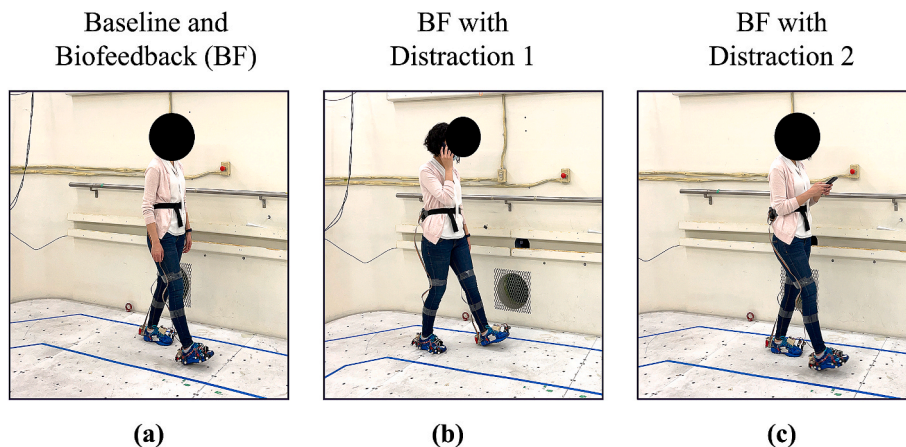 Baseline and
Biofeedback (BF)
BF with
Distraction 1
BF with
Distraction 2
(a)
(b)
(c)